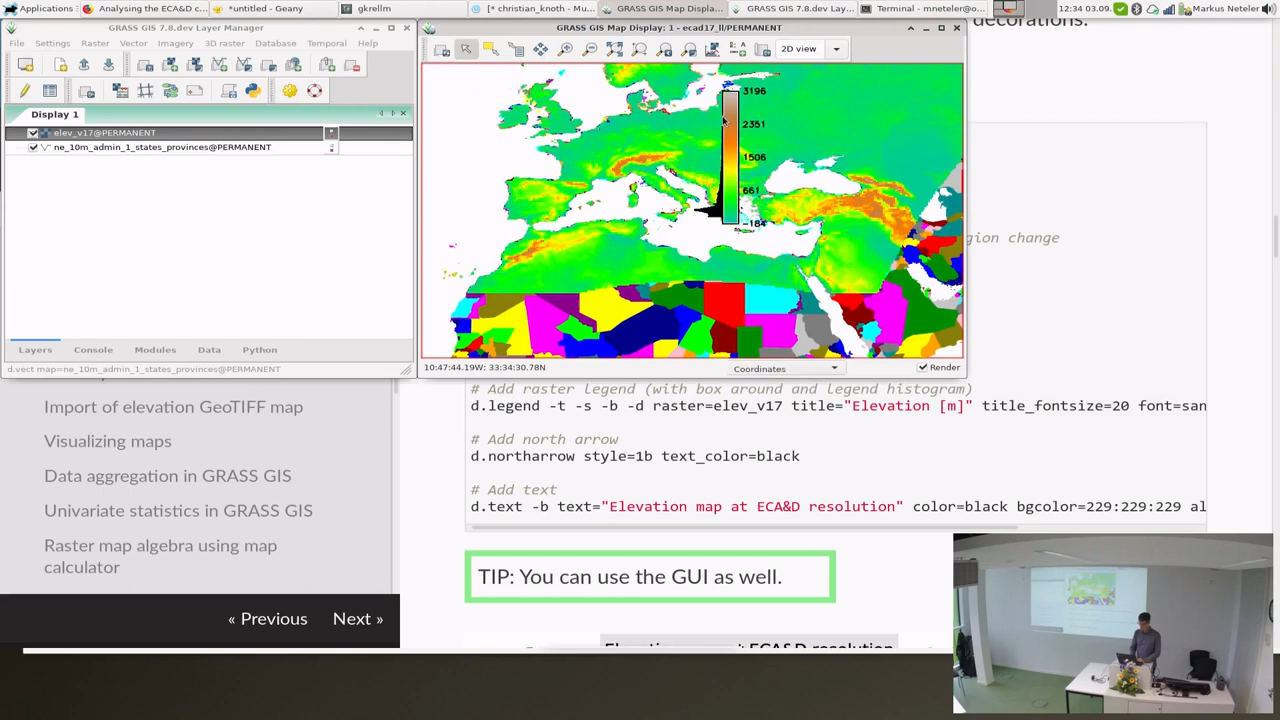 Applications
Analysing the ECA&D c...
*untitled - Geany
gkrellm
[* christian_knoth - Mu...
GRASS GIS Map Displa...
GRASS GIS 7.8.dev Lay...
Terminal - mneteler@o...
12:34 03.09.
Markus Neteler
GRASS GIS 7.8.dev Layer Manager
File Settings Raster Vector Imagery 3D raster Database Temporal Help
Display 1
elev_v17@PERMANENT
ne_10m_admin_1_states_provinces@PERMANENT
Layers Console Modules Data Python
d.vect map=ne_10m_admin_1_states_provinces@PERMANENT
GRASS GIS Map Display: 1 - ecad17_ll/PERMANENT
2D view
3196
2351
1506
661
-184
10:47:44.19W; 33:34:30.78N
Coordinates
Render
decorations.
gion change
Import of elevation GeoTIFF map
Visualizing maps
Data aggregation in GRASS GIS
Univariate statistics in GRASS GIS
Raster map algebra using map
calculator
« Previous Next »
# Add raster legend (with box around and legend histogram)
d.legend -t -s -b -d raster=elev_v17 title="Elevation [m]" title_fontsize=20 font=san
# Add north arrow
d.northarrow style=1b text_color=black
# Add text
d.text -b text="Elevation map at ECA&D resolution" color=black bgcolor=229:229:229 al
TIP: You can use the GUI as well.
ECA&D resolution